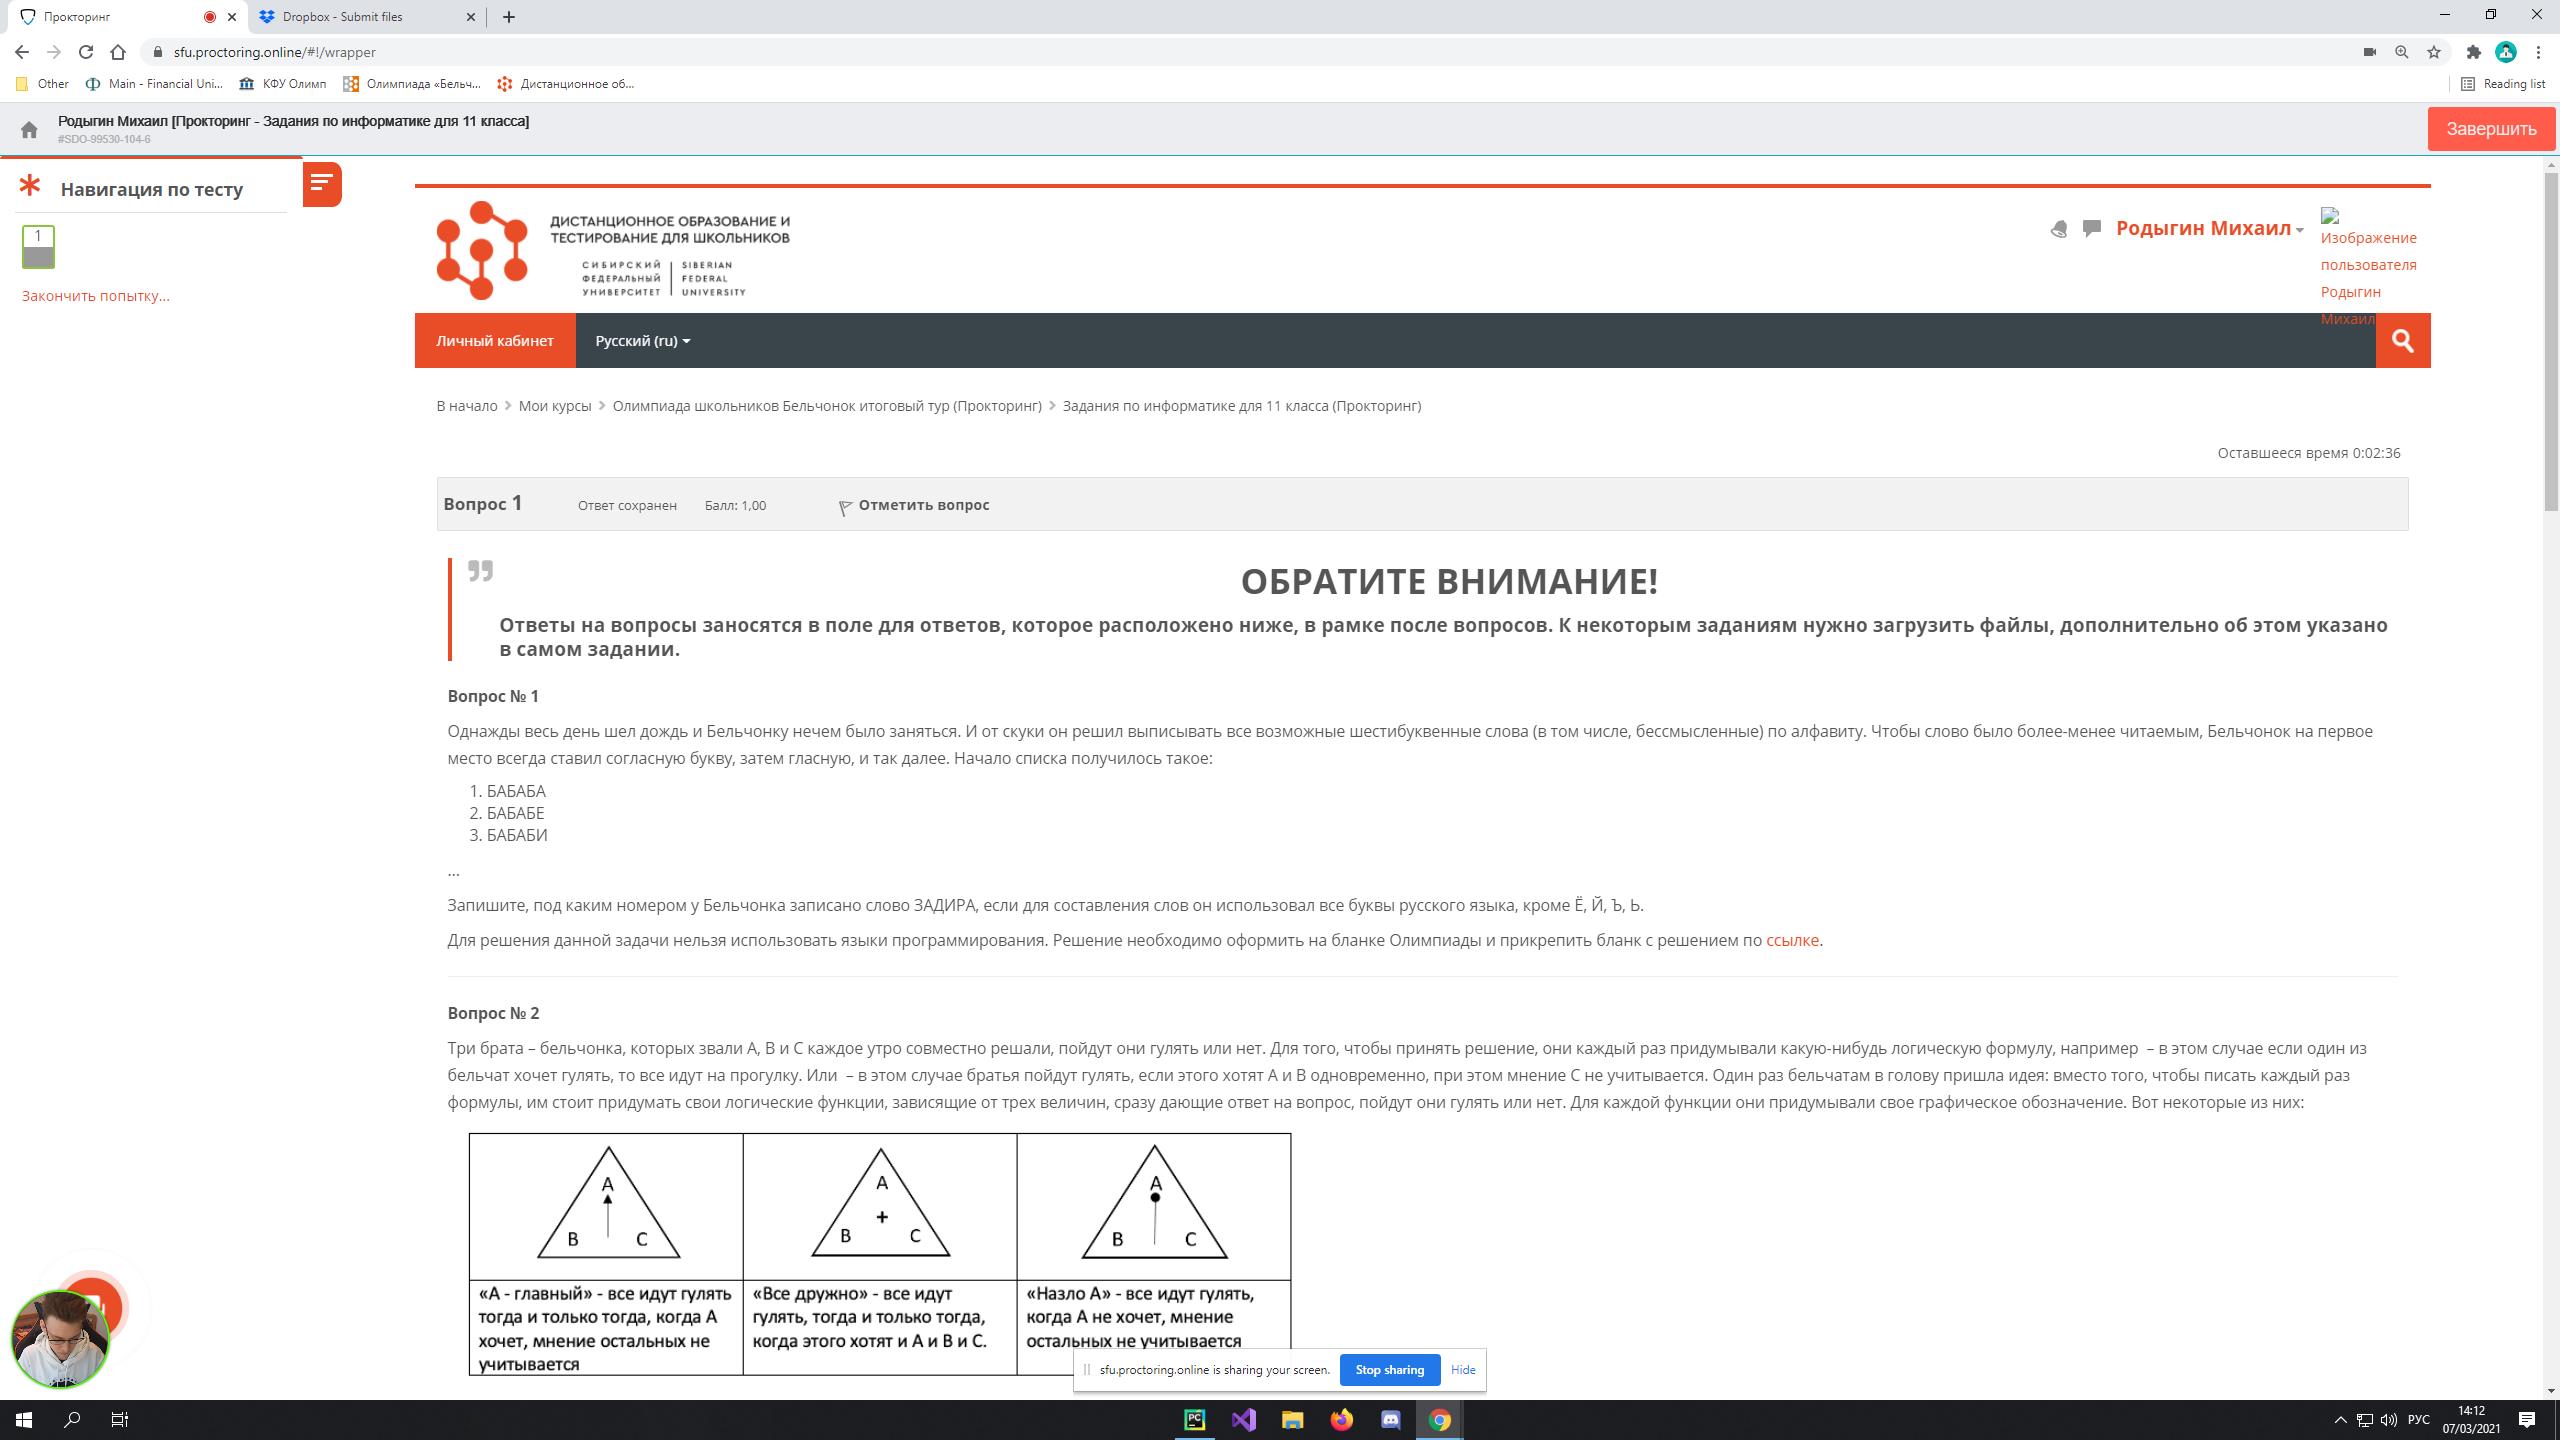 Прокторинг
Dropbox - Submit files
sfu.proctoring.online/#!/wrapper
Other
Main - Financial Uni...
КФУ Олимп
Олимпиада «Бельч...
Дистанционное об...
Reading list
Родыгин Михаил [Прокторинг - Задания по информатике для 11 класса]
#SDO-99530-104-6
Завершить
Навигация по тесту
1
Закончить попытку...
ДИСТАНЦИОННОЕ ОБРАЗОВАНИЕ И
ТЕСТИРОВАНИЕ ДЛЯ ШКОЛЬНИКОВ
СИБИРСКИЙ
ФЕДЕРАЛЬНЫЙ
УНИВЕРСИТЕТ
SIBERIAN
FEDERAL
UNIVERSITY
Родыгин Михаил
Изображение
пользователя
Родыгин
Михаил
Личный кабинет
Русский (ru)
В начало
Мои курсы
Олимпиада школьников Бельчонок итоговый тур (Прокторинг)
Задания по информатике для 11 класса (Прокторинг)
Оставшееся время 0:02:36
Вопрос 1
Ответ сохранен
Балл: 1,00
Отметить вопрос
ОБРАТИТЕ ВНИМАНИЕ!
Ответы на вопросы заносятся в поле для ответов, которое расположено ниже, в рамке после вопросов. К некоторым заданиям нужно загрузить файлы, дополнительно об этом указано
в самом задании.
Вопрос № 1
Однажды весь день шел дождь и Бельчонку нечем было заняться. И от скуки он решил выписывать все возможные шестибуквенные слова (в том числе, бессмысленные) по алфавиту. Чтобы слово было более-менее читаемым, Бельчонок на первое
место всегда ставил согласную букву, затем гласную, и так далее. Начало списка получилось такое:
1. БАБАБА
2. БАБАБЕ
3. БАБАБИ
...
Запишите, под каким номером у Бельчонка записано слово ЗАДИРА, если для составления слов он использовал все буквы русского языка, кроме Ё, Й, Ъ, Ь.
Для решения данной задачи нельзя использовать языки программирования. Решение необходимо оформить на бланке Олимпиады и прикрепить бланк с решением по ссылке.
Вопрос № 2
Три брата – бельчонка, которых звали A, B и C каждое утро совместно решали, пойдут они гулять или нет. Для того, чтобы принять решение, они каждый раз придумывали какую-нибудь логическую формулу, например – в этом случае если один из
бельчат хочет гулять, то все идут на прогулку. Или – в этом случае братья пойдут гулять, если этого хотят A и B одновременно, при этом мнение C не учитывается. Один раз бельчатам в голову пришла идея: вместо того, чтобы писать каждый раз
формулы, им стоит придумать свои логические функции, зависящие от трех величин, сразу дающие ответ на вопрос, пойдут они гулять или нет. Для каждой функции они придумывали свое графическое обозначение. Вот некоторые из них:
A
B C
A
+
B C
A
B C
«A - главный» - все идут гулять
тогда и только тогда, когда A
хочет, мнение остальных не
учитывается
«Все дружно» - все идут
гулять, тогда и только тогда,
когда этого хотят и A и B и C.
«Назло A» - все идут гулять,
когда A не хочет, мнение
остальных не учитывается
sfu.proctoring.online is sharing your screen.
Stop sharing
Hide
PC
РУС
14:12
07/03/2021